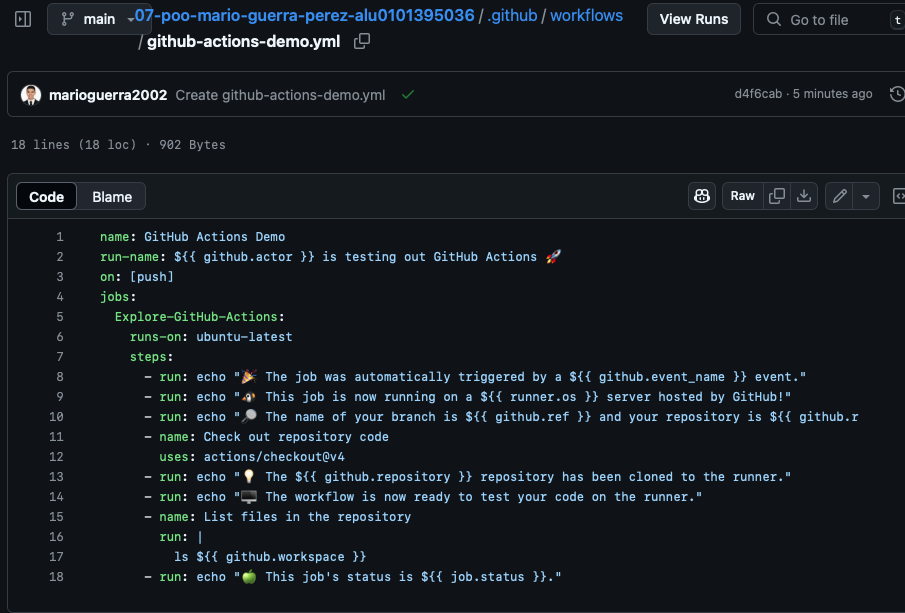 main
07-poo-mario-guerra-perez-alu0101395036 / .github / workflows
/ github-actions-demo.yml
View Runs
Go to file
t
marioguerra2002 Create github-actions-demo.yml
d4f6cab · 5 minutes ago
18 lines (18 loc) · 902 Bytes
Code
Blame
Raw
1 name: GitHub Actions Demo
2 run-name: ${{ github.actor }} is testing out GitHub Actions 🚀
3 on: [push]
4 jobs:
5 Explore-GitHub-Actions:
6 runs-on: ubuntu-latest
7 steps:
8 - run: echo "🎉 The job was automatically triggered by a ${{ github.event_name }} event."
9 - run: echo "🐧 This job is now running on a ${{ runner.os }} server hosted by GitHub!"
10 - run: echo "🔎 The name of your branch is ${{ github.ref }} and your repository is ${{ github.r
11 - name: Check out repository code
12 uses: actions/checkout@v4
13 - run: echo "💡 The ${{ github.repository }} repository has been cloned to the runner."
14 - run: echo "🖥️ The workflow is now ready to test your code on the runner."
15 - name: List files in the repository
16 run: |
17 ls ${{ github.workspace }}
18 - run: echo "🍏 This job's status is ${{ job.status }}."